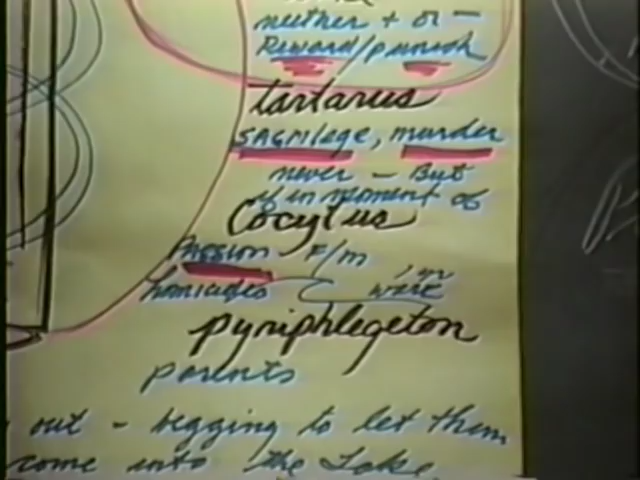 neither + or —
Reward/punish
tartarus
sacrilege, murder
never — But
if in moment of
Cocytus
Passion — F/m
homicides
pyriphlegeton
parents
out - begging to let them
come into the Lake